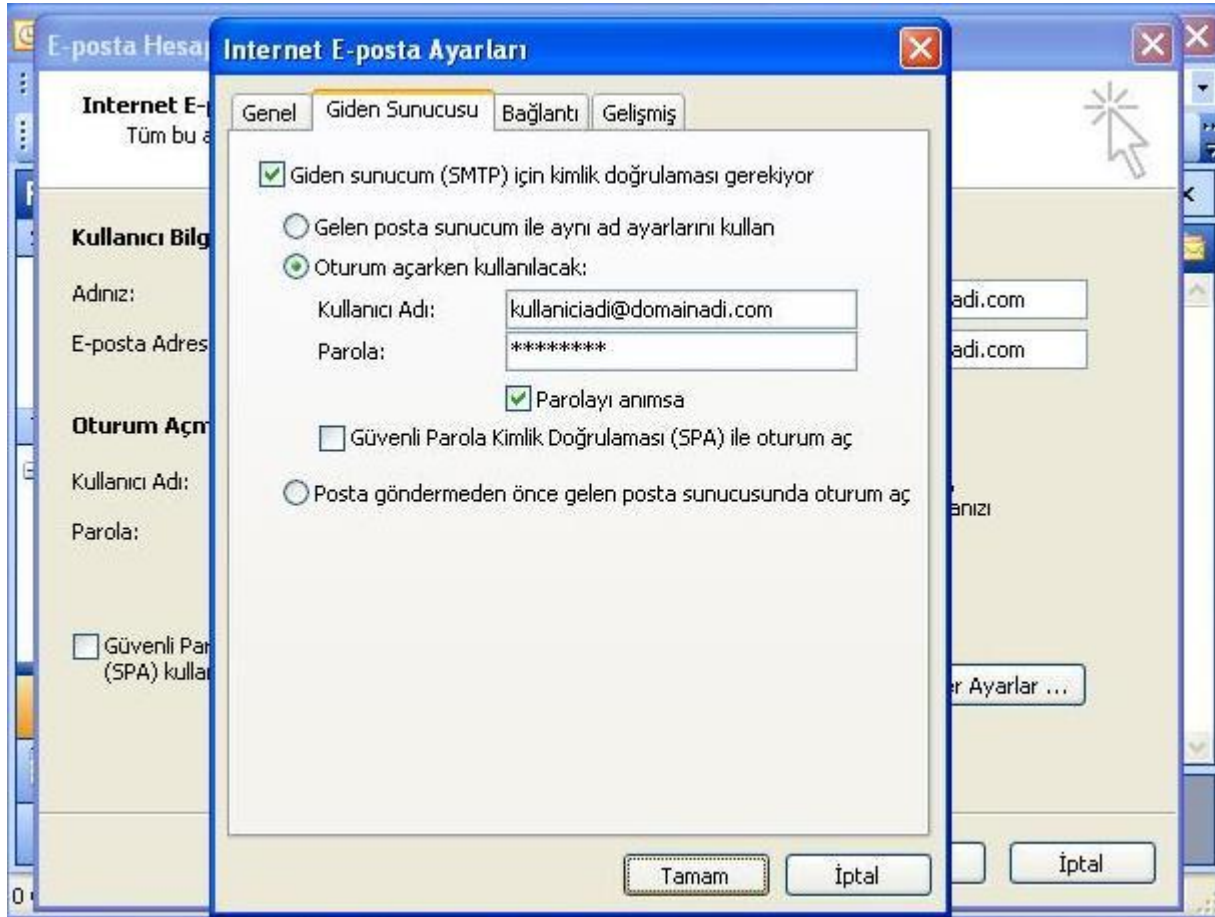 E-posta Hesap
Internet E-posta Ayarları
Internet E-p
Tüm bu a
Genel
Giden Sunucusu
Bağlantı
Gelişmiş
Giden sunucum (SMTP) için kimlik doğrulaması gerekiyor
Gelen posta sunucum ile aynı ad ayarlarını kullan
Kullanıcı Bilg
Oturum açarken kullanılacak:
Adınız:
Kullanıcı Adı:
kullaniciadi@domainadi.com
adi.com
E-posta Adres
Parola:
********
adi.com
Parolayı anımsa
Oturum Açm
Güvenli Parola Kimlik Doğrulaması (SPA) ile oturum aç
Kullanıcı Adı:
Posta göndermeden önce gelen posta sunucusunda oturum aç
anızı
Parola:
Güvenli Par
(SPA) kullan
r Ayarlar ...
Tamam
İptal
İptal
0